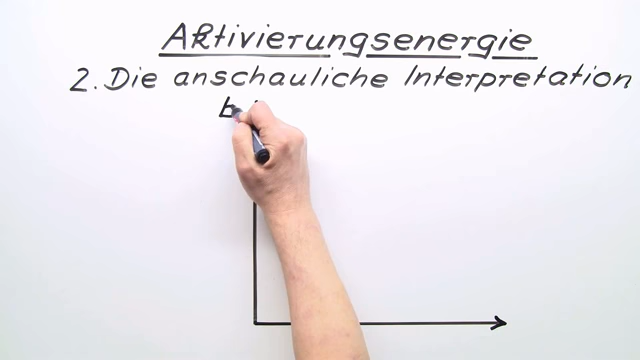 Aktivierungsenergie
2. Die anschauliche Interpretation